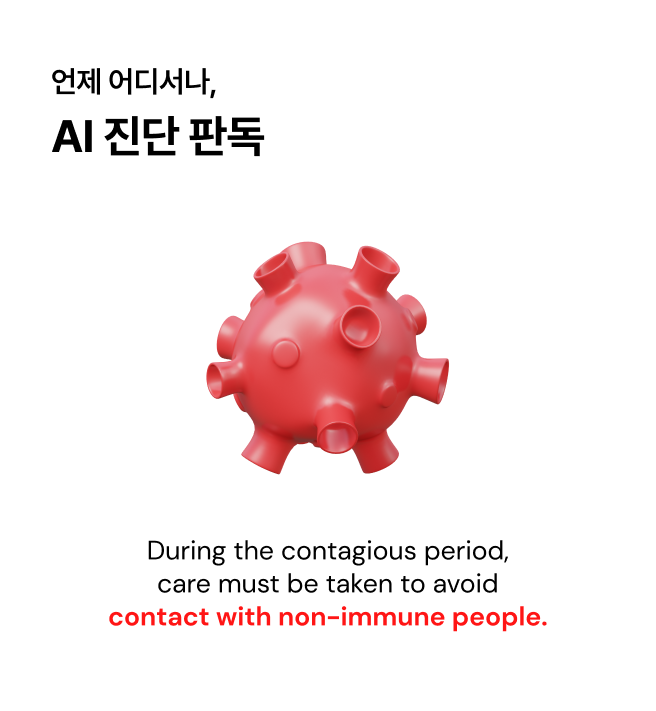 언제 어디서나,
AI 진단 판독
During the contagious period,
care must be taken to avoid
contact with non-immune people.